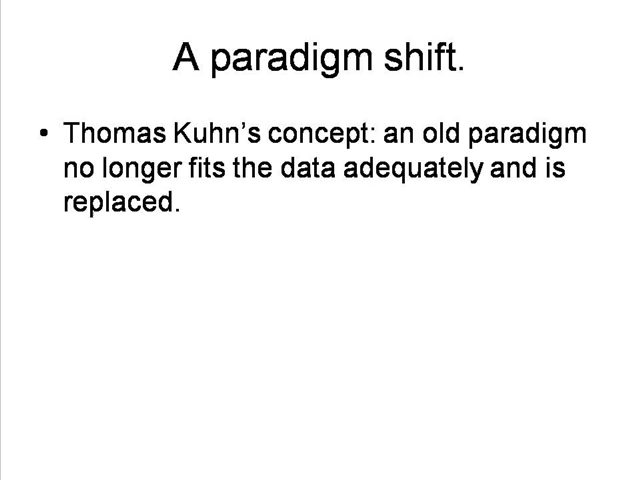 A paradigm shift.
• Thomas Kuhn’s concept: an old paradigm
no longer fits the data adequately and is
replaced.